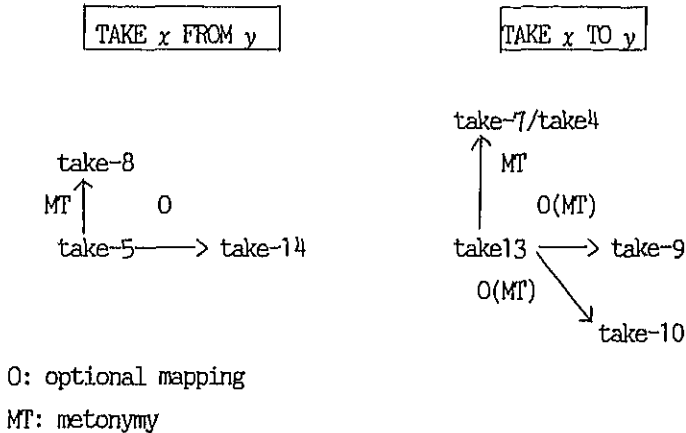 TAKE x FROM y
TAKE x TO y
take-8
MT
O
take-5
take-14
take-7/take4
MT
O(MT)
take13
take-9
O(MT)
take-10
O: optional mapping
MT: metonymy